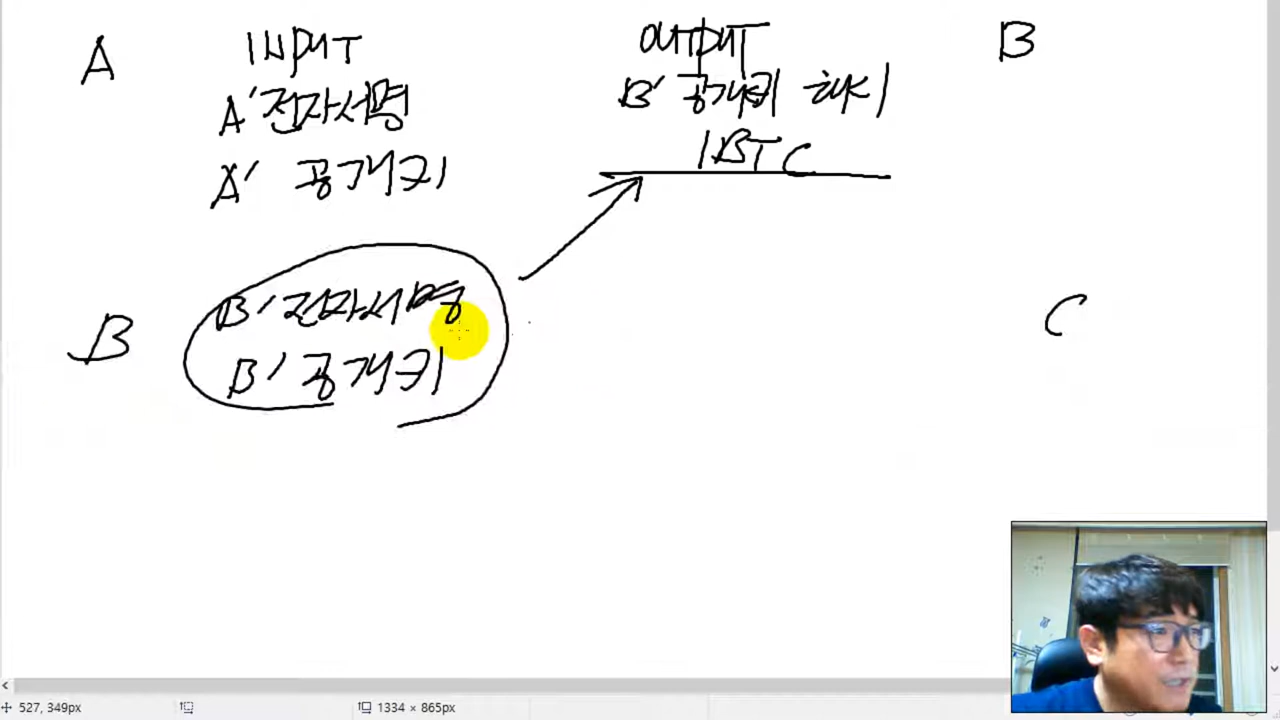 A INPUT OUTPUT B
A' 전자서명 B' 공개키 해시
A' 공개키 1BTC
B' 전자서명
B C
B' 공개키
527, 349px 1334 × 865px